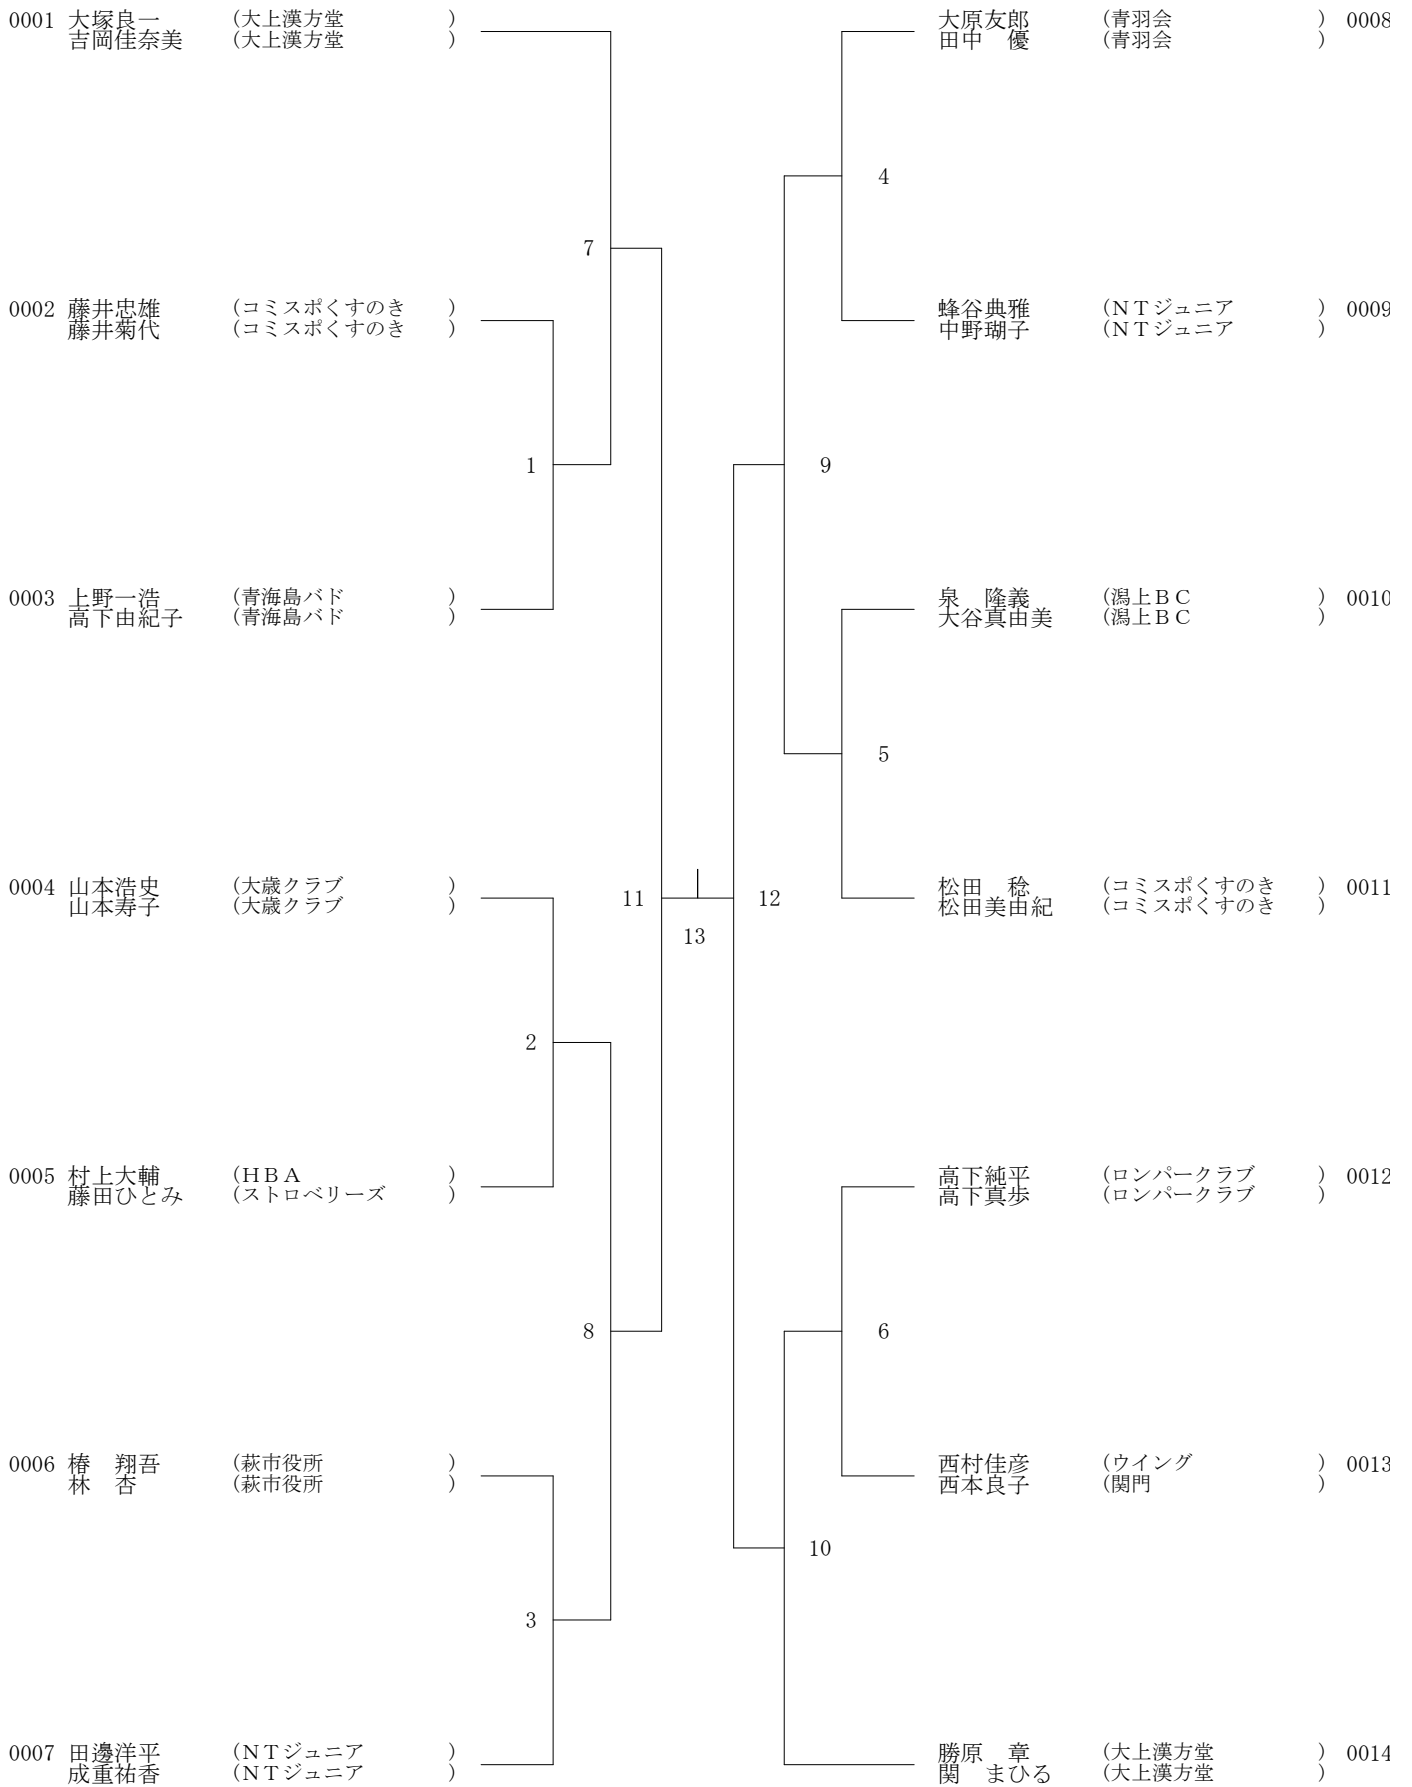 0001 大塚良一 (大上漢方堂 )
吉岡佳奈美 (大上漢方堂 )
7
0002 藤井忠雄 (コミスポくすのき )
藤井菊代 (コミスポくすのき )
1
0003 上野一浩 (青海島バド )
高下由紀子 (青海島バド )
0004 山本浩史 (大歳クラブ )
山本寿子 (大歳クラブ )
11
2
0005 村上大輔 (HBA )
藤田ひとみ (ストロベリーズ )
8
0006 椿 翔吾 (萩市役所 )
林 杏 (萩市役所 )
3
0007 田邊洋平 (NTジュニア )
成重祐香 (NTジュニア )
13
大原友郎 (青羽会 ) 0008
田中 優 (青羽会 )
4
蜂谷典雅 (NTジュニア ) 0009
中野瑚子 (NTジュニア )
9
泉 隆義 (潟上BC ) 0010
大谷真由美 (潟上BC )
5
松田 稔 (コミスポくすのき ) 0011
松田美由紀 (コミスポくすのき )
12
高下純平 (ロンパークラブ ) 0012
高下真歩 (ロンパークラブ )
6
西村佳彦 (ウイング ) 0013
西本良子 (関門 )
10
勝原 章 (大上漢方堂 ) 0014
関 まひる (大上漢方堂 )